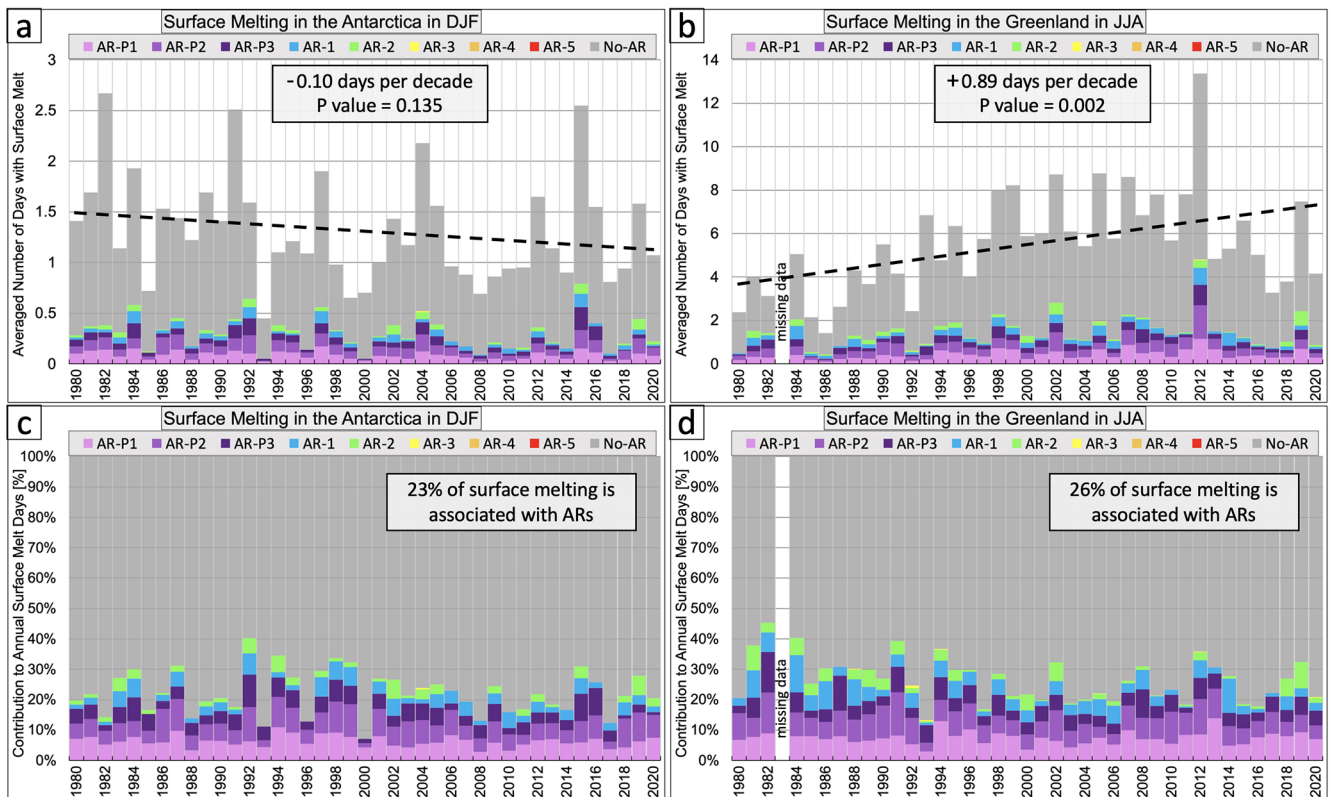 a
Surface Melting in the Antarctica in DJF
AR-P1 AR-P2 AR-P3 AR-1 AR-2 AR-3 AR-4 AR-5 No-AR
Averaged Number of Days with Surface Melt
3
2.5
2
1.5
1
0.5
0
−0.10 days per decade
P value = 0.135
1980 1982 1984 1986 1988 1990 1992 1994 1996 1998 2000 2002 2004 2006 2008 2010 2012 2014 2016 2018 2020
b
Surface Melting in the Greenland in JJA
AR-P1 AR-P2 AR-P3 AR-1 AR-2 AR-3 AR-4 AR-5 No-AR
Averaged Number of Days with Surface Melt
14
12
10
8
6
4
2
0
+0.89 days per decade
P value = 0.002
missing data
1980 1982 1984 1986 1988 1990 1992 1994 1996 1998 2000 2002 2004 2006 2008 2010 2012 2014 2016 2018 2020
c
Surface Melting in the Antarctica in DJF
AR-P1 AR-P2 AR-P3 AR-1 AR-2 AR-3 AR-4 AR-5 No-AR
Contribution to Annual Surface Melt Days [%]
100%
90%
80%
70%
60%
50%
40%
30%
20%
10%
0%
23% of surface melting is
associated with ARs
1980 1982 1984 1986 1988 1990 1992 1994 1996 1998 2000 2002 2004 2006 2008 2010 2012 2014 2016 2018 2020
d
Surface Melting in the Greenland in JJA
AR-P1 AR-P2 AR-P3 AR-1 AR-2 AR-3 AR-4 AR-5 No-AR
Contribution to Annual Surface Melt Days [%]
100%
90%
80%
70%
60%
50%
40%
30%
20%
10%
0%
26% of surface melting is
associated with ARs
missing data
1980 1982 1984 1986 1988 1990 1992 1994 1996 1998 2000 2002 2004 2006 2008 2010 2012 2014 2016 2018 2020